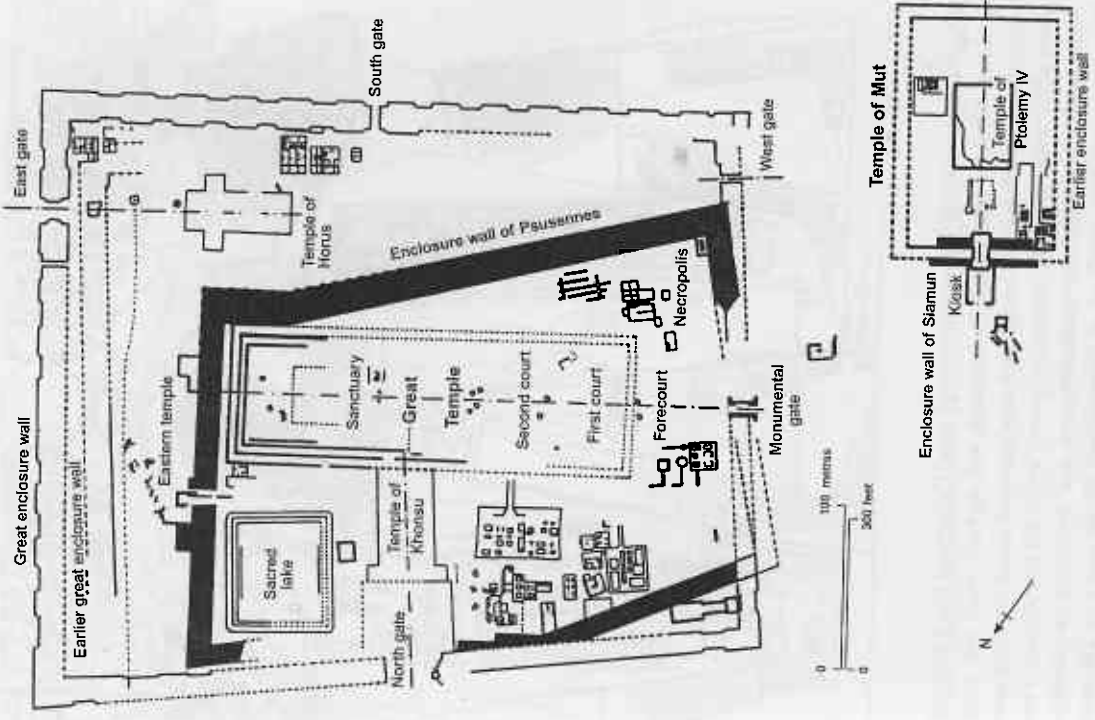 Great enclosure wall
Earlier great enclosure wall
East gate
South gate
Temple of
Horus
Enclosure wall of Psusennes
Eastern temple
Sacred
lake
Sanctuary
Great
Temple
Second court
First court
Forecourt
Necropolis
Monumental
gate
West gate
Temple of
Khonsu
North gate
Temple of Mut
Temple of
Ptolemy IV
Earlier enclosure wall
Enclosure wall of Siamun
Kiosk
0
0
300 feet
N